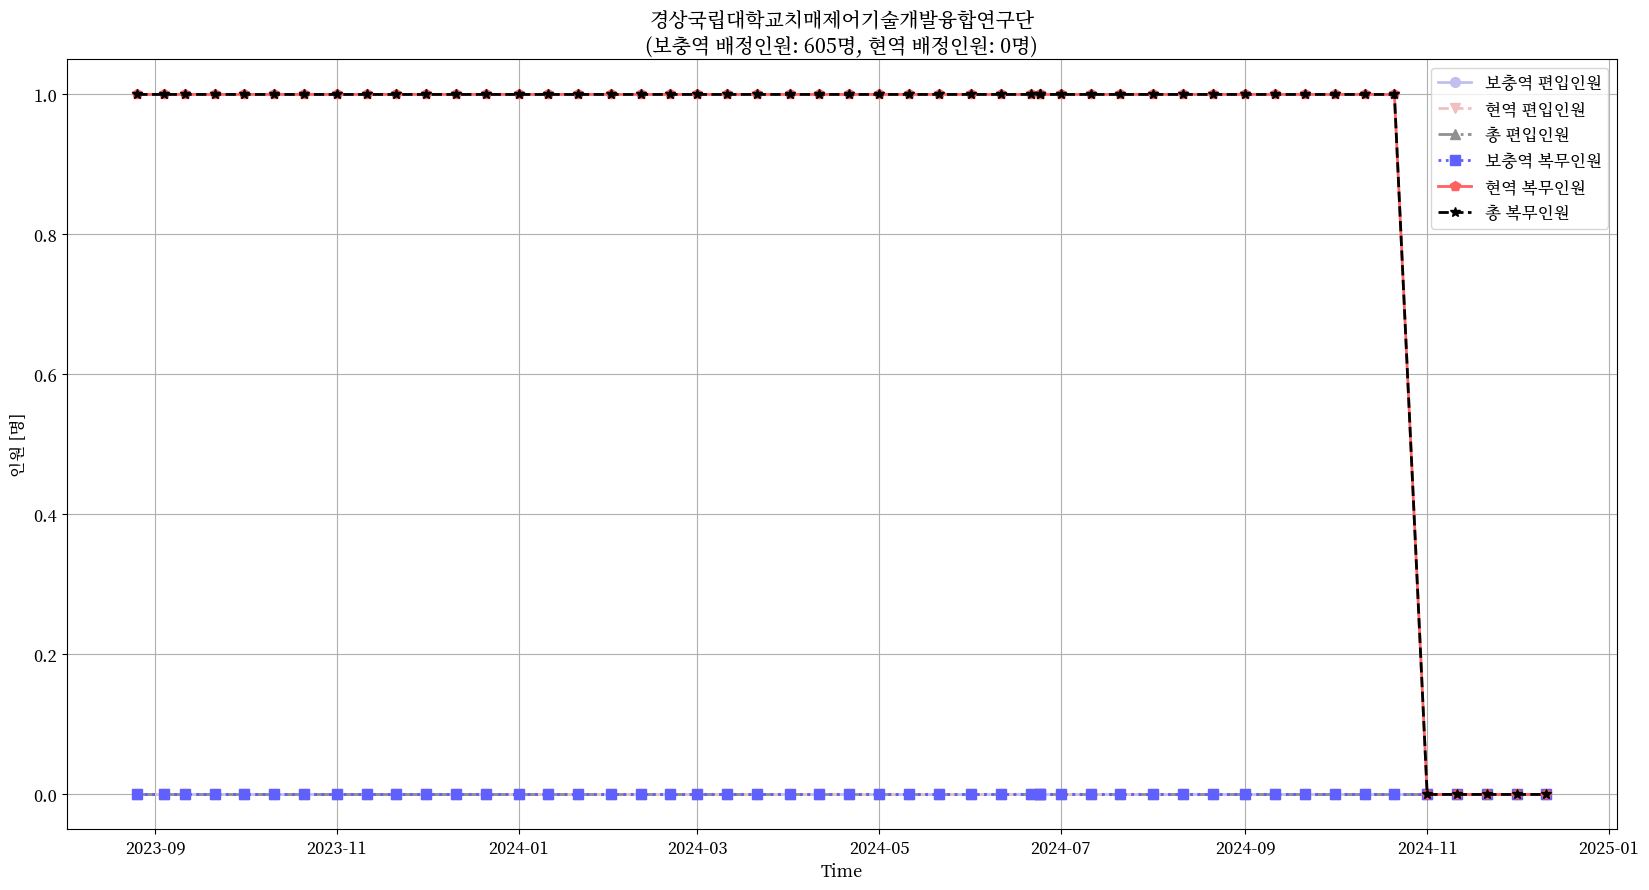 경상국립대학교치매제어기술개발융합연구단
(보충역 배정인원: 605명, 현역 배정인원: 0명)
보충역 편입인원
현역 편입인원
총 편입인원
보충역 복무인원
현역 복무인원
총 복무인원
인원 [명]
1.0
0.8
0.6
0.4
0.2
0.0
2023-09
2023-11
2024-01
2024-03
2024-05
2024-07
2024-09
2024-11
2025-01
Time